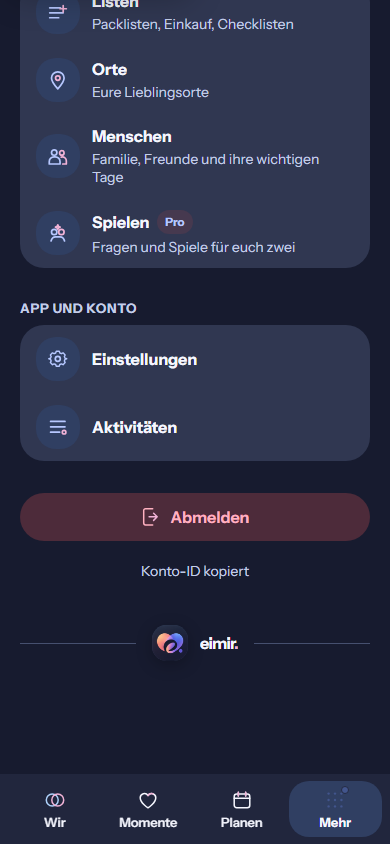 Listen
Packlisten, Einkauf, Checklisten
Orte
Eure Lieblingsorte
Menschen
Familie, Freunde und ihre wichtigen
Tage
Spielen Pro
Fragen und Spiele für euch zwei
APP UND KONTO
Einstellungen
Aktivitäten
Abmelden
Konto-ID kopiert
eimir.
Wir Momente Planen Mehr